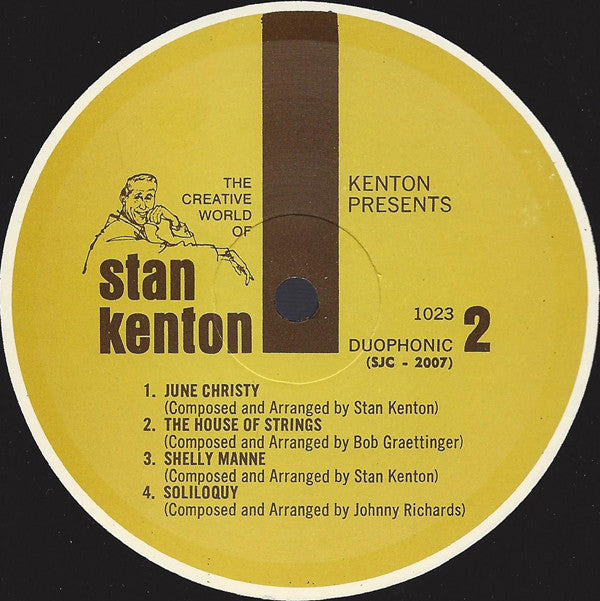 THE
CREATIVE
WORLD
OF
stan
kenton
KENTON
PRESENTS
1023
2
DUOPHONIC
(SJC - 2007)
1. JUNE CHRISTY
(Composed and Arranged by Stan Kenton)
2. THE HOUSE OF STRINGS
(Composed and Arranged by Bob Graettinger)
3. SHELLY MANNE
(Composed and Arranged by Stan Kenton)
4. SOLILOQUY
(Composed and Arranged by Johnny Richards)